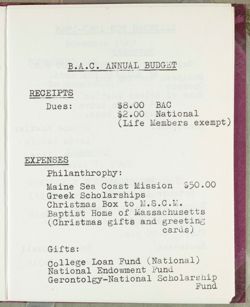 B.A.C. ANNUAL BUDGET
RECEIPTS
Dues: $8.00 BAC
$2.00 National
(Life Members exempt)
EXPENSES
Philanthropy:
Maine Sea Coast Mission $50.00
Greek Scholarships
Christmas Box to M.S.C.M.
Baptist Home of Massachusetts
(Christmas gifts and greeting
cards)
Gifts:
College Loan Fund (National)
National Endowment Fund
Gerontolgy-National Scholarship
Fund